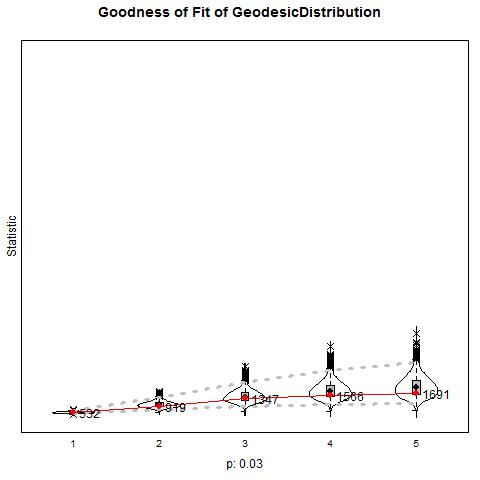 Goodness of Fit of GeodesicDistribution
Statistic
532
919
1347
1566
1691
1 2 3 4 5
p: 0.03